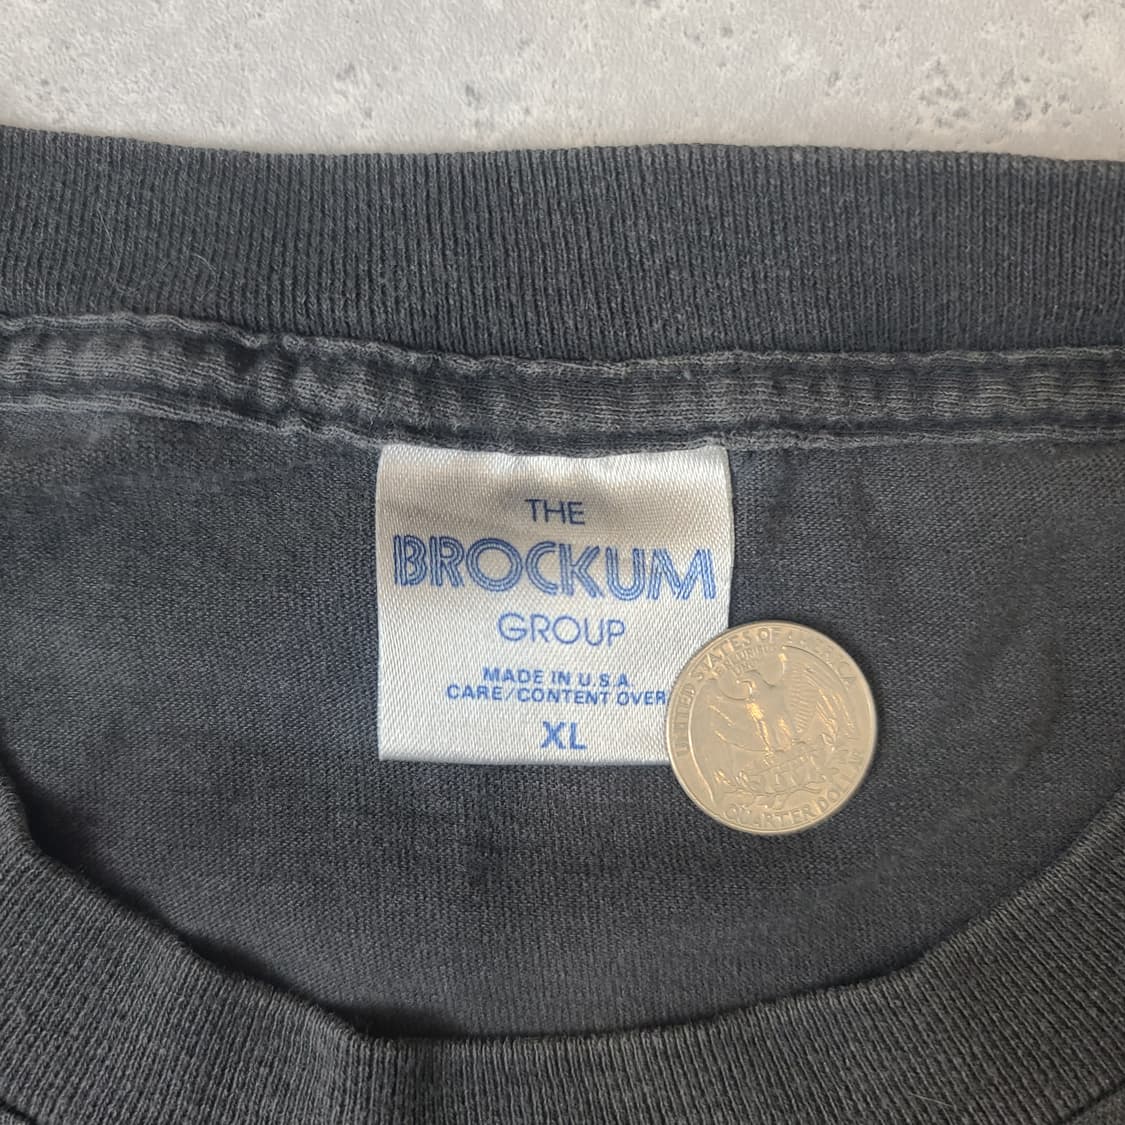 THE
BROCKUM
GROUP
MADE IN U.S.A.
CARE/CONTENT OVER
XL
UNITED STATES OF AMERICA
QUARTER DOLLAR